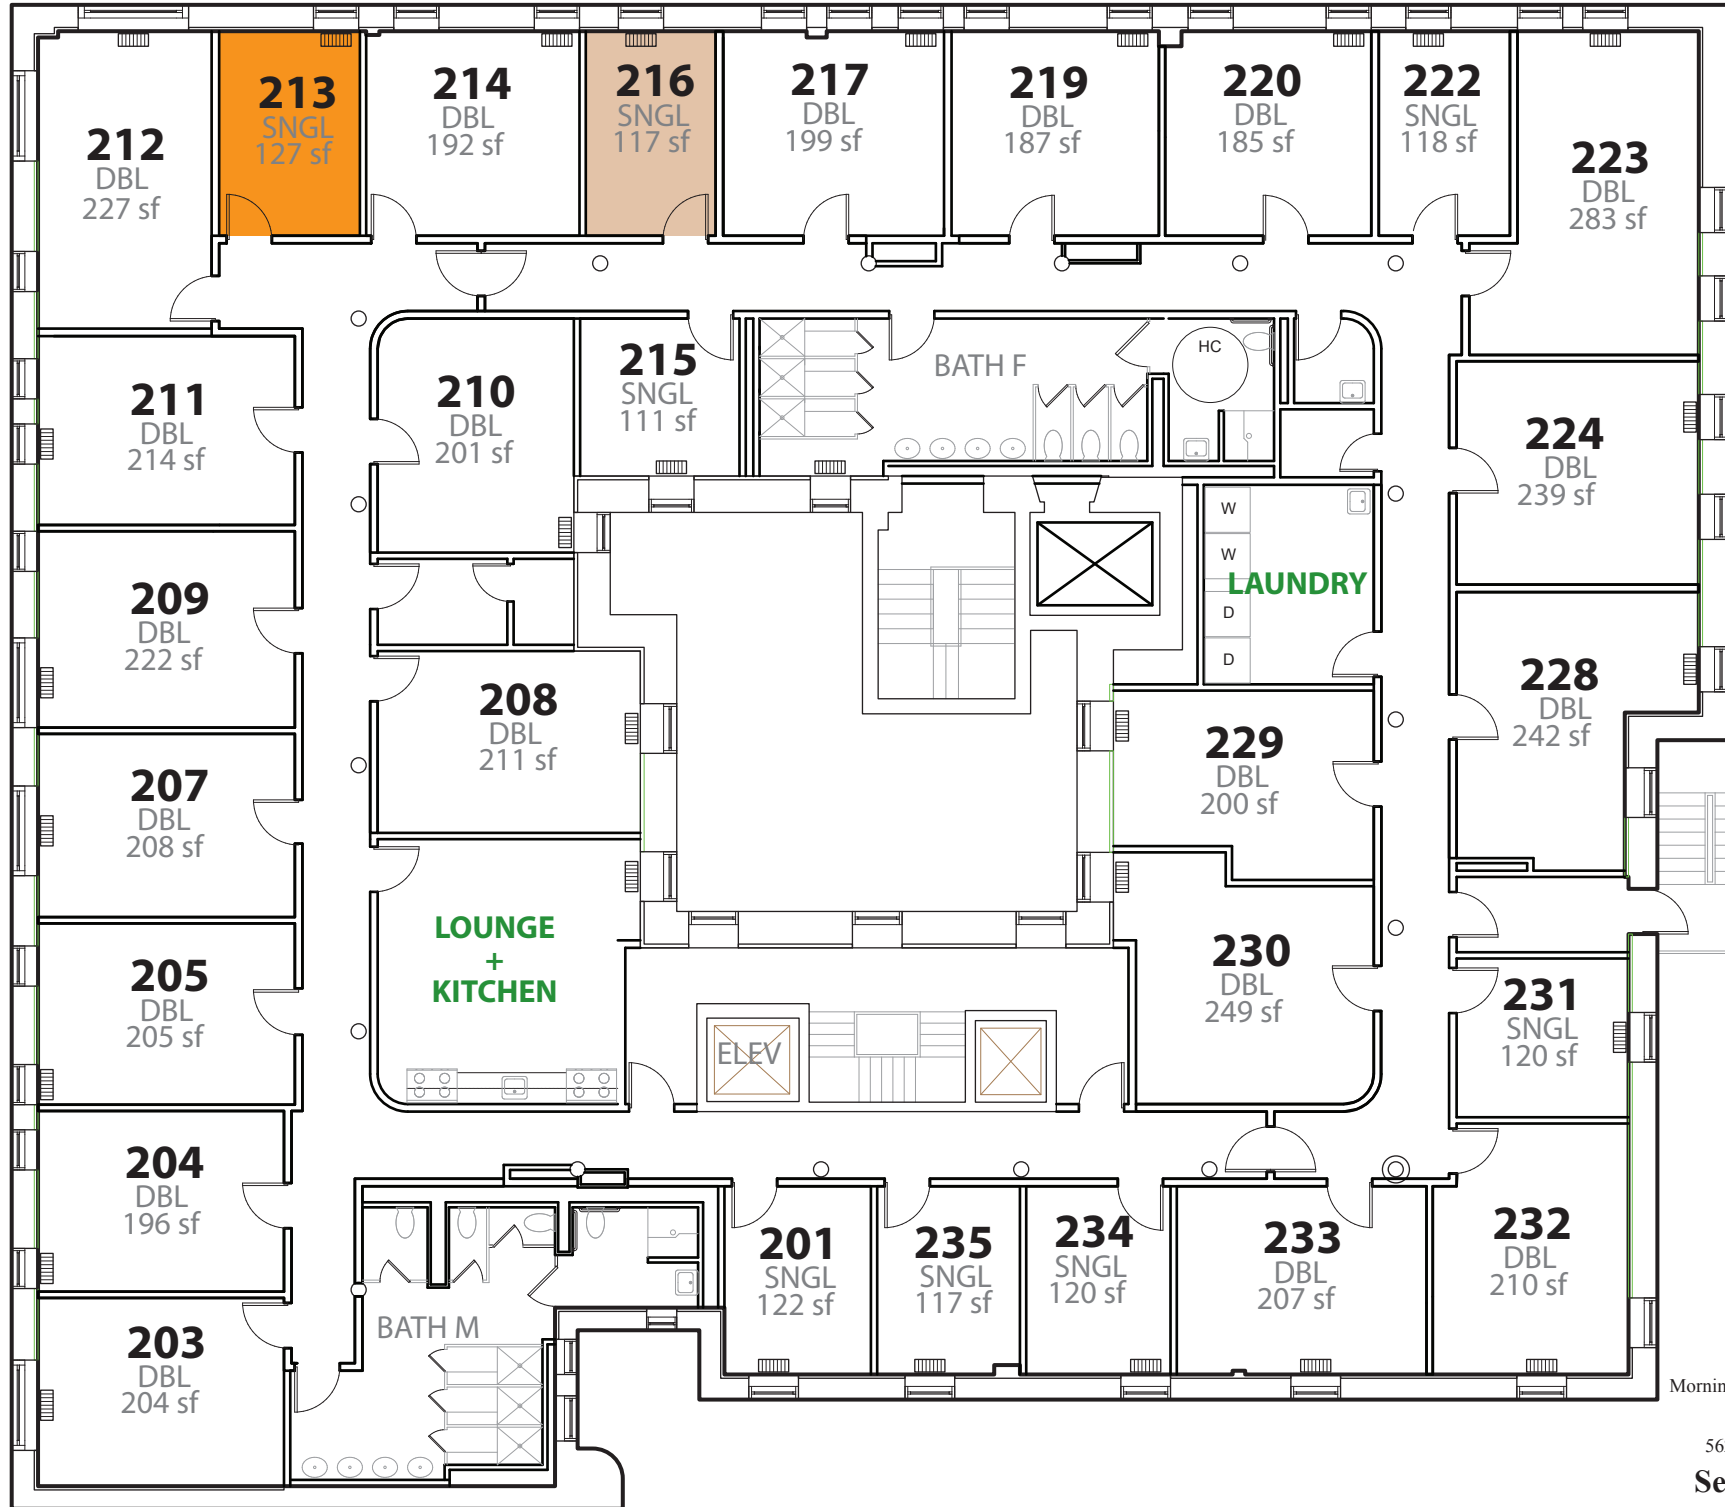 212
DBL
227 sf
213
SNGL
127 sf
214
DBL
192 sf
216
SNGL
117 sf
217
DBL
199 sf
219
DBL
187 sf
220
DBL
185 sf
222
SNGL
118 sf
223
DBL
283 sf
211
DBL
214 sf
210
DBL
201 sf
215
SNGL
111 sf
BATH F
HC
224
DBL
239 sf
209
DBL
222 sf
W
W
LAUNDRY
D
D
208
DBL
211 sf
228
DBL
242 sf
207
DBL
208 sf
229
DBL
200 sf
205
DBL
205 sf
LOUNGE
+
KITCHEN
230
DBL
249 sf
231
SNGL
120 sf
ELEV
204
DBL
196 sf
201
SNGL
122 sf
235
SNGL
117 sf
234
SNGL
120 sf
233
DBL
207 sf
232
DBL
210 sf
203
DBL
204 sf
BATH M
Mornin
56
Se